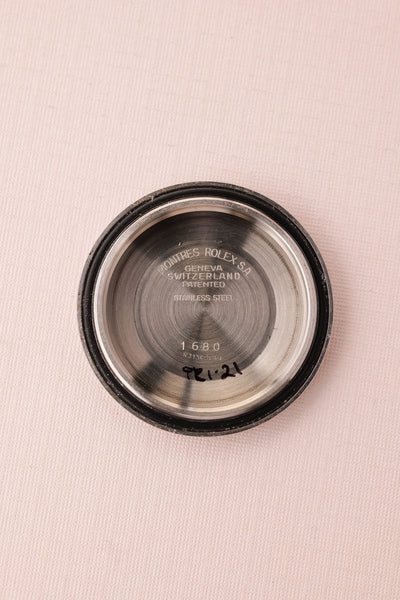 MONTRES ROLEX S.A.
GENEVA
SWITZERLAND
PATENTED
STAINLESS STEEL
1680